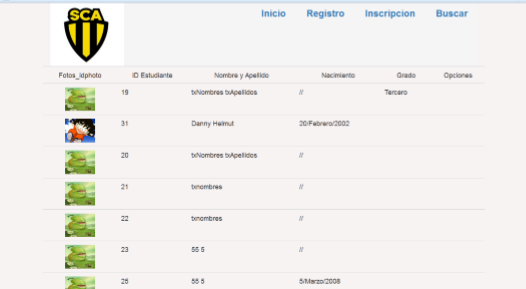 SCA
Inicio Registro Inscripcion Buscar
Fotos_idphoto ID Estudiante Nombre y Apellido Nacimiento Grado Opciones
19 txNombres txApellidos // Tercero
31 Danny Helmut 20/Febrero/2002
20 txNombres txApellidos //
21 txnombres //
22 txnombres //
23 55 5 //
25 55 5 5/Marzo/2008